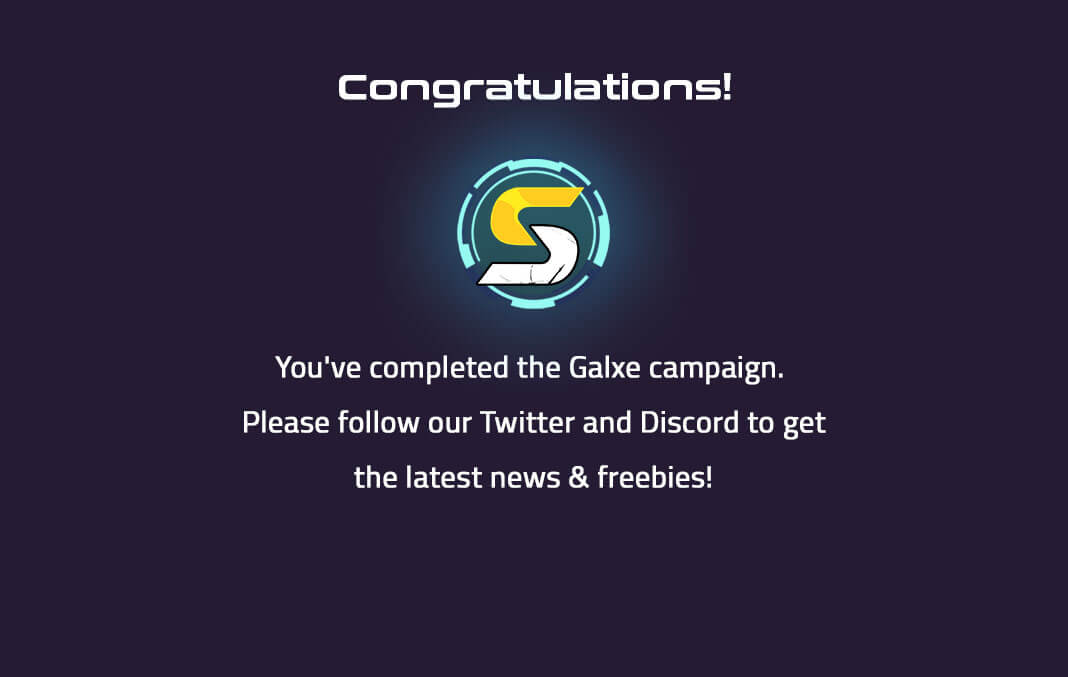 Congratulations!
You've completed the Galxe campaign.
Please follow our Twitter and Discord to get
the latest news & freebies!